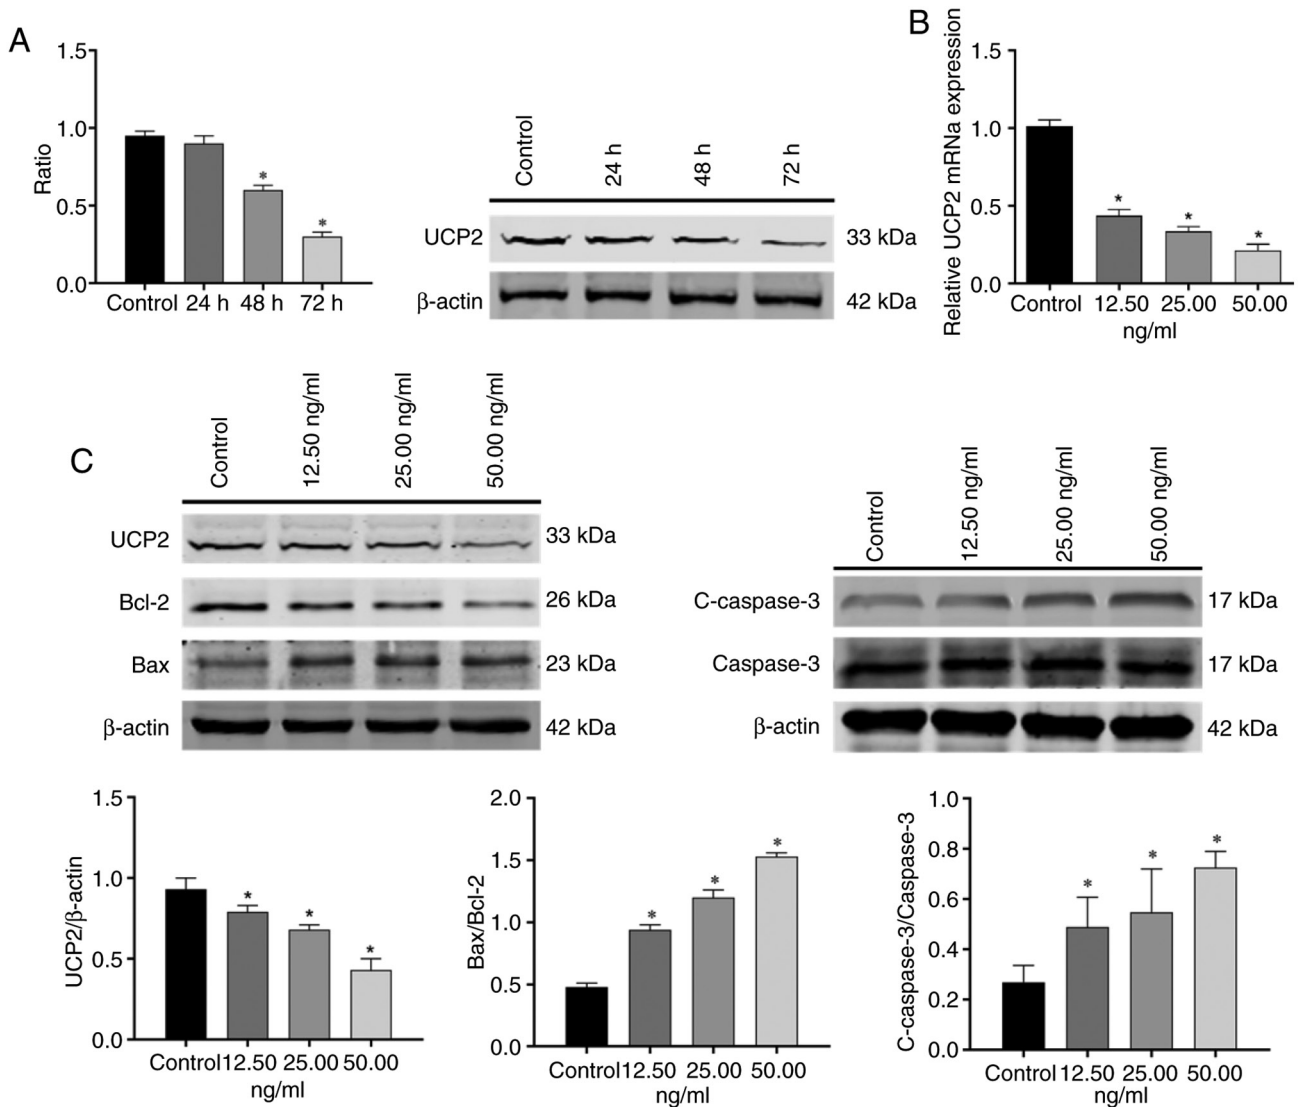 A
1.5
1.0
0.5
0.0
Ratio
*
*
Control 24 h 48 h 72 h
Control
24 h
48 h
72 h
UCP2
33 kDa
β-actin
42 kDa
B
Relative UCP2 mRNa expression
1.5
1.0
0.5
0.0
*
*
*
Control 12.50 25.00 50.00
ng/ml
C
Control
12.50 ng/ml
25.00 ng/ml
50.00 ng/ml
UCP2
33 kDa
Bcl-2
26 kDa
Bax
23 kDa
β-actin
42 kDa
Control
12.50 ng/ml
25.00 ng/ml
50.00 ng/ml
C-caspase-3
17 kDa
Caspase-3
17 kDa
β-actin
42 kDa
UCP2/β-actin
1.5
1.0
0.5
0.0
*
*
*
Control 12.50 25.00 50.00
ng/ml
Bax/Bcl-2
2.0
1.5
1.0
0.5
0.0
*
*
*
Control 12.50 25.00 50.00
ng/ml
C-caspase-3/Caspase-3
1.0
0.8
0.6
0.4
0.2
0.0
*
*
*
Control 12.50 25.00 50.00
ng/ml